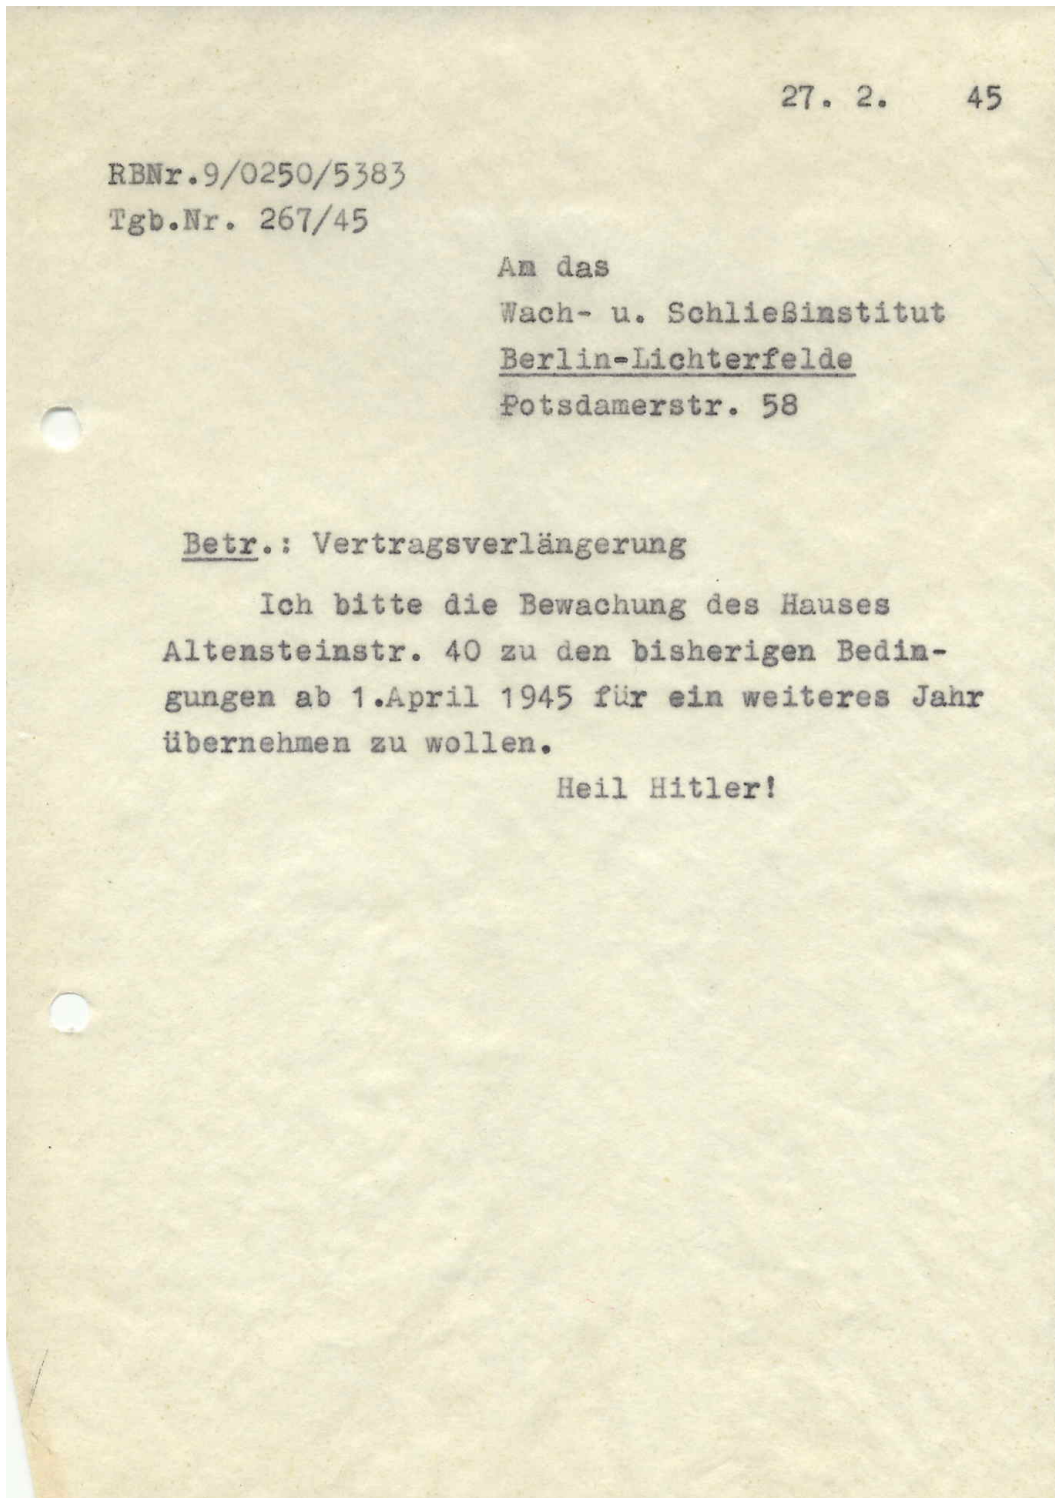 27. 2. 45
RBNr.9/0250/5383
Tgb.Nr. 267/45
An das
Wach- u. Schließinstitut
Berlin-Lichterfelde
Potsdamerstr. 58
Betr.: Vertragsverlängerung
Ich bitte die Bewachung des Hauses
Altensteinstr. 40 zu den bisherigen Bedin-
gungen ab 1.April 1945 für ein weiteres Jahr
übernehmen zu wollen.
Heil Hitler!